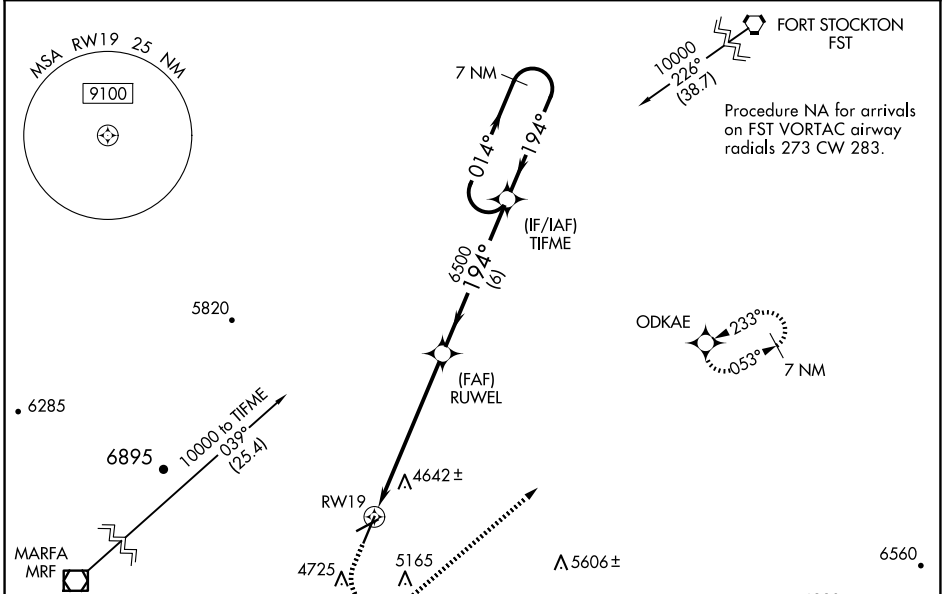 MSA RW19 25 NM
9100
7 NM
014°
194°
(IF/IAF)
TIFME
10000
226°
(38.7)
FORT STOCKTON
FST
Procedure NA for arrivals
on FST VORTAC airway
radials 273 CW 283.
6500
194°
(6)
5820
ODKAE
233°
053°
7 NM
(FAF)
RUWEL
6285
6895
10000 to TIFME
039°
(25.4)
4642 ±
RW19
MARFA
MRF
4725
5165
5606 ±
6560